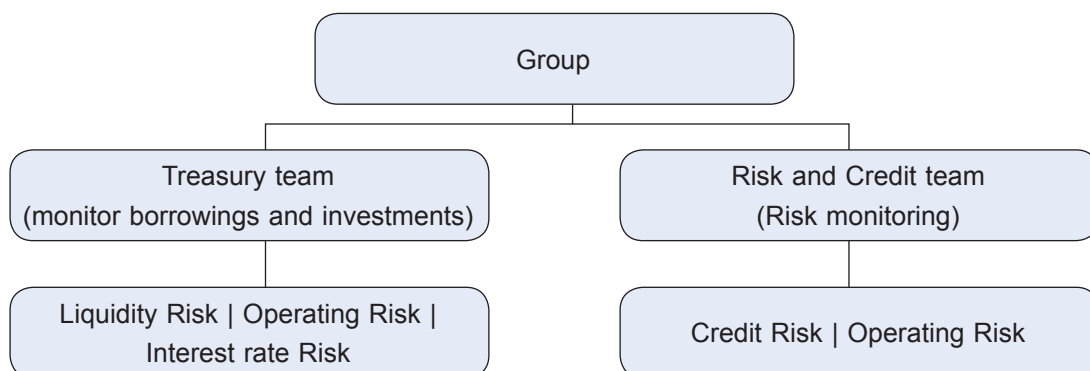 Group
Treasury team
(monitor borrowings and investments)
Risk and Credit team
(Risk monitoring)
Liquidity Risk | Operating Risk |
Interest rate Risk
Credit Risk | Operating Risk